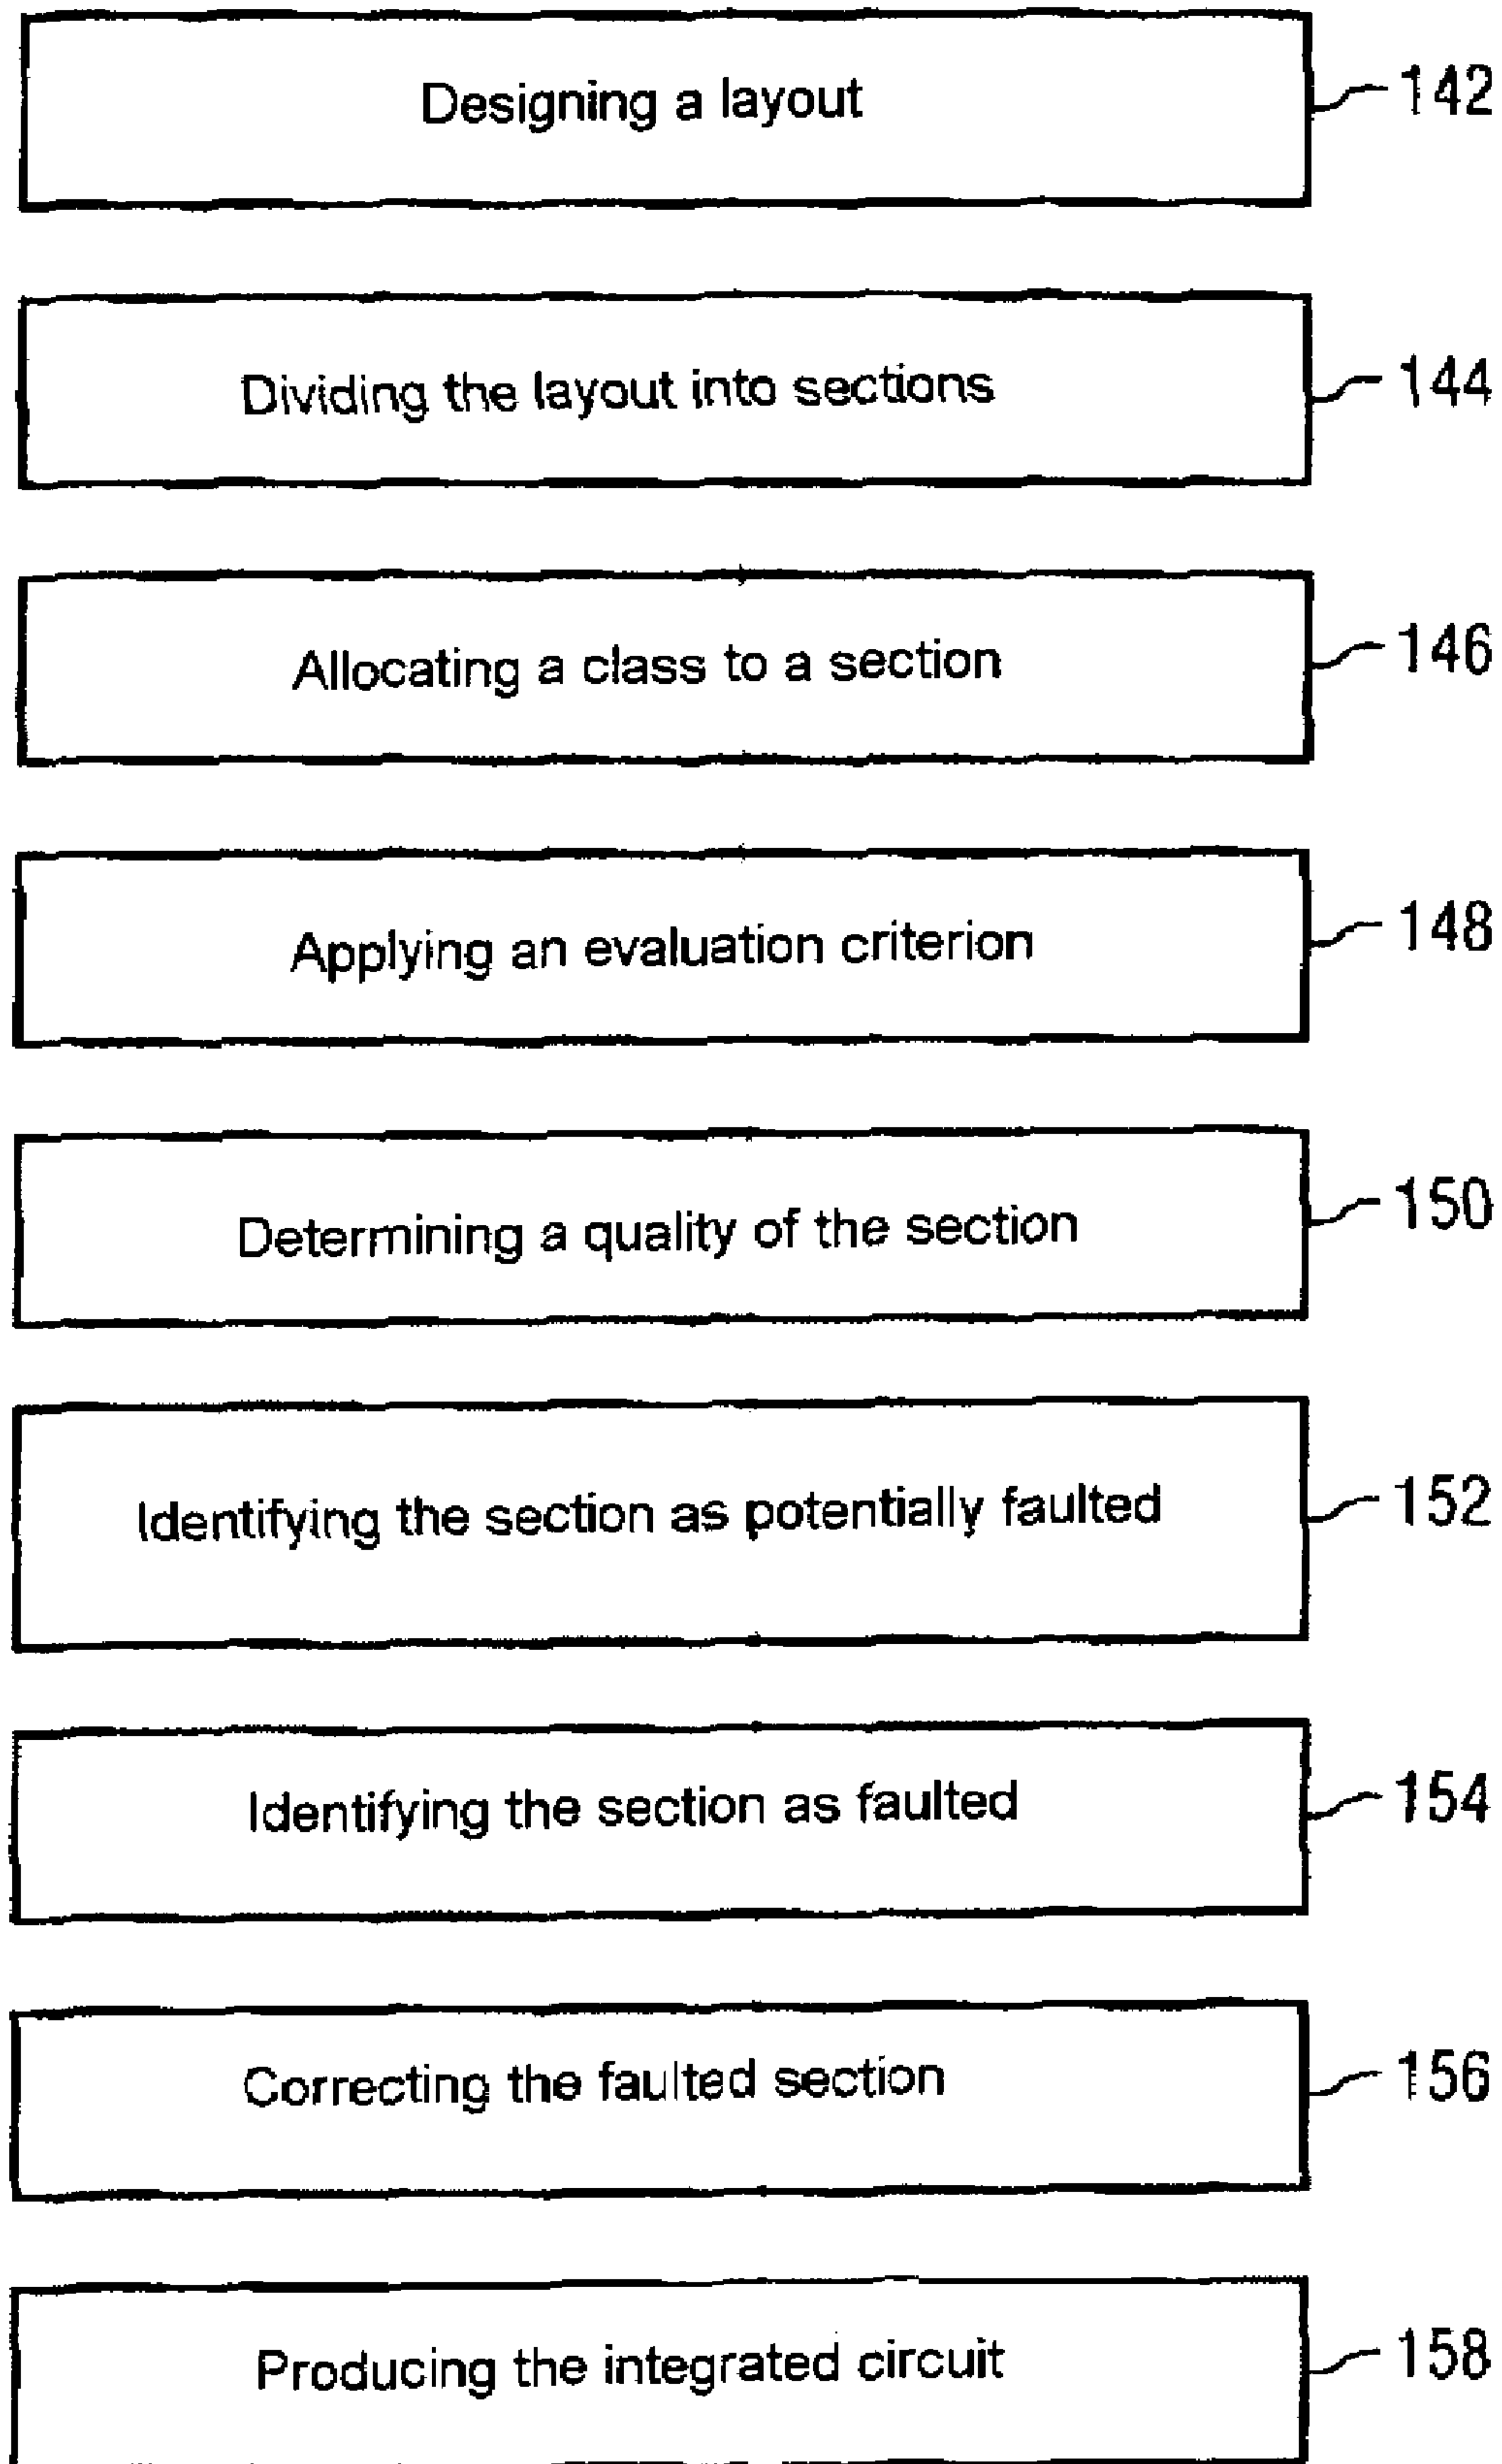 Designing a layout 142
Dividing the layout into sections 144
Allocating a class to a section 146
Applying an evaluation criterion 148
Determining a quality of the section 150
Identifying the section as potentially faulted 152
Identifying the section as faulted 154
Correcting the faulted section 156
Producing the integrated circuit 158